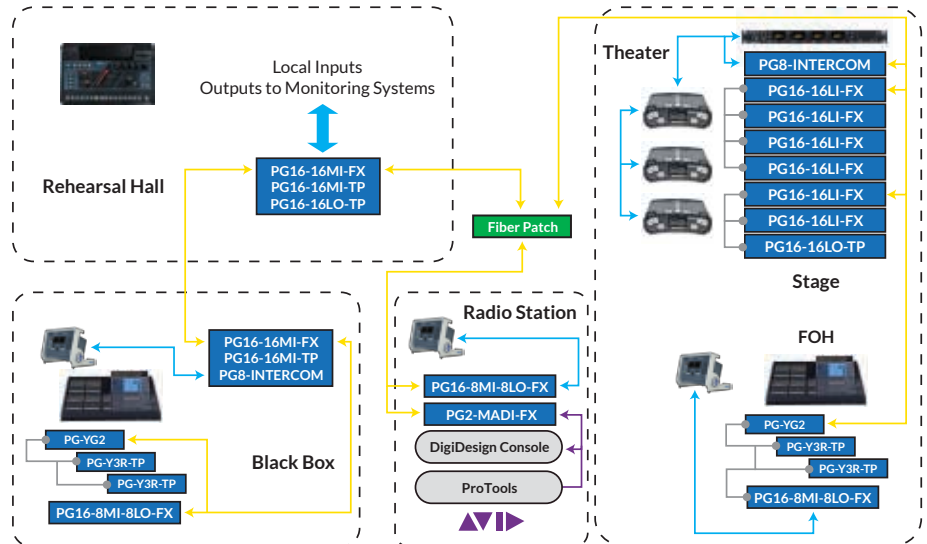 Local Inputs
Outputs to Monitoring Systems
Rehearsal Hall
PG16-16MI-FX
PG16-16MI-TP
PG16-16LO-TP
Fiber Patch
Theater
PG8-INTERCOM
PG16-16LI-FX
PG16-16LI-FX
PG16-16LI-FX
PG16-16LI-FX
PG16-16LI-FX
PG16-16LI-FX
PG16-16LO-TP
Stage
PG16-16MI-FX
PG16-16MI-TP
PG8-INTERCOM
PG-YG2
PG-Y3R-TP
PG-Y3R-TP
Black Box
PG16-8MI-8LO-FX
Radio Station
PG16-8MI-8LO-FX
PG2-MADI-FX
DigiDesign Console
ProTools
AVID
FOH
PG-YG2
PG-Y3R-TP
PG-Y3R-TP
PG16-8MI-8LO-FX